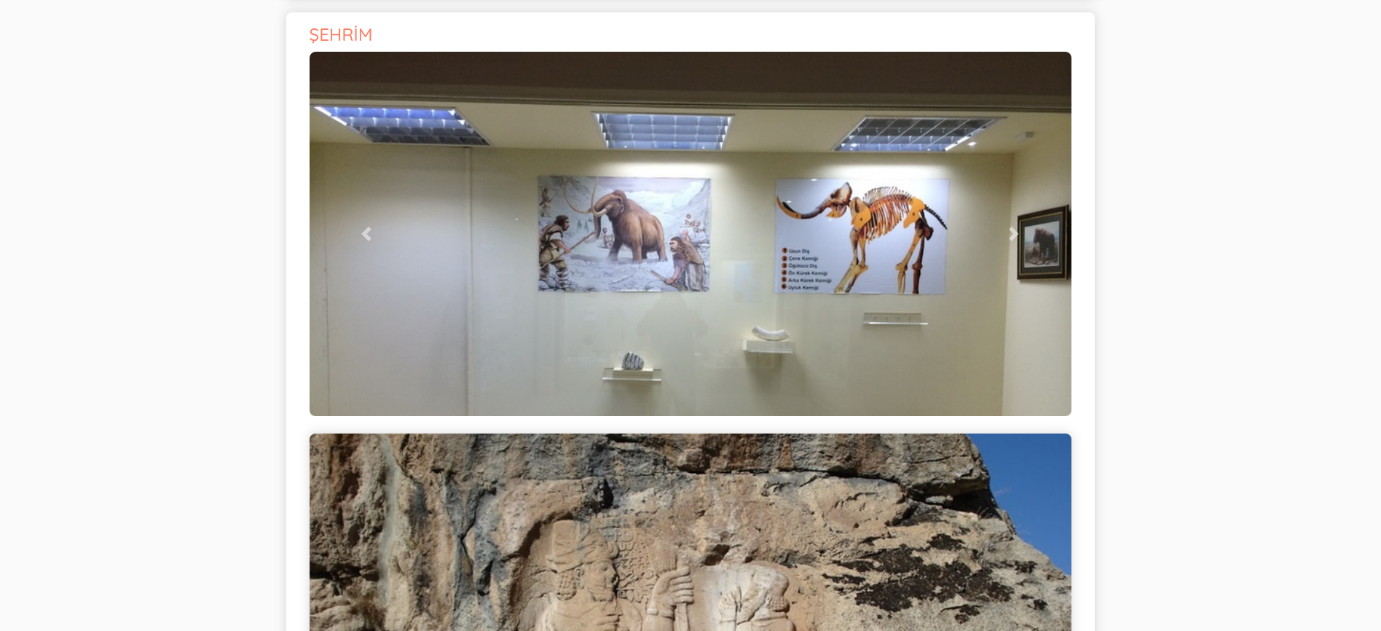 ŞEHRİM
Uzun Diş
Çene Kemiği
Öğütücü Diş
Ön Kürek Kemiği
Arka Kürek Kemiği
Uyluk Kemiği